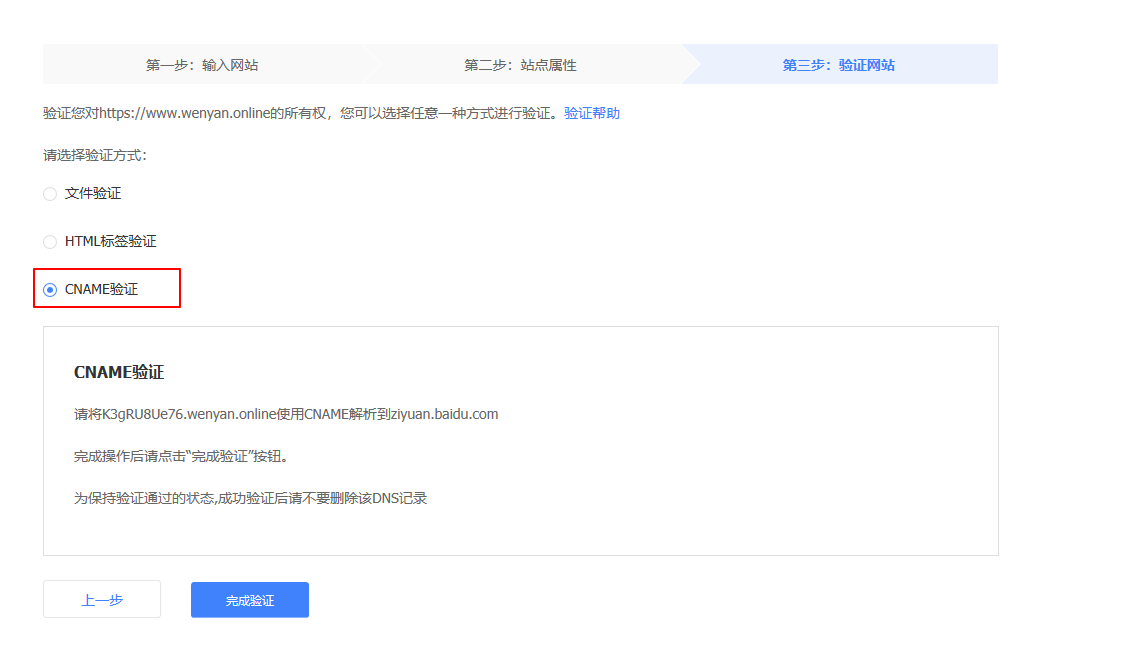 第一步：输入网站 第二步：站点属性 第三步：验证网站
验证您对https://www.wenyan.online的所有权，您可以选择任意一种方式进行验证。验证帮助
请选择验证方式：
文件验证
HTML标签验证
CNAME验证
CNAME验证
请将K3gRU8Ue76.wenyan.online使用CNAME解析到ziyuan.baidu.com
完成操作后请点击“完成验证”按钮。
为保持验证通过的状态,成功验证后请不要删除该DNS记录
上一步 完成验证